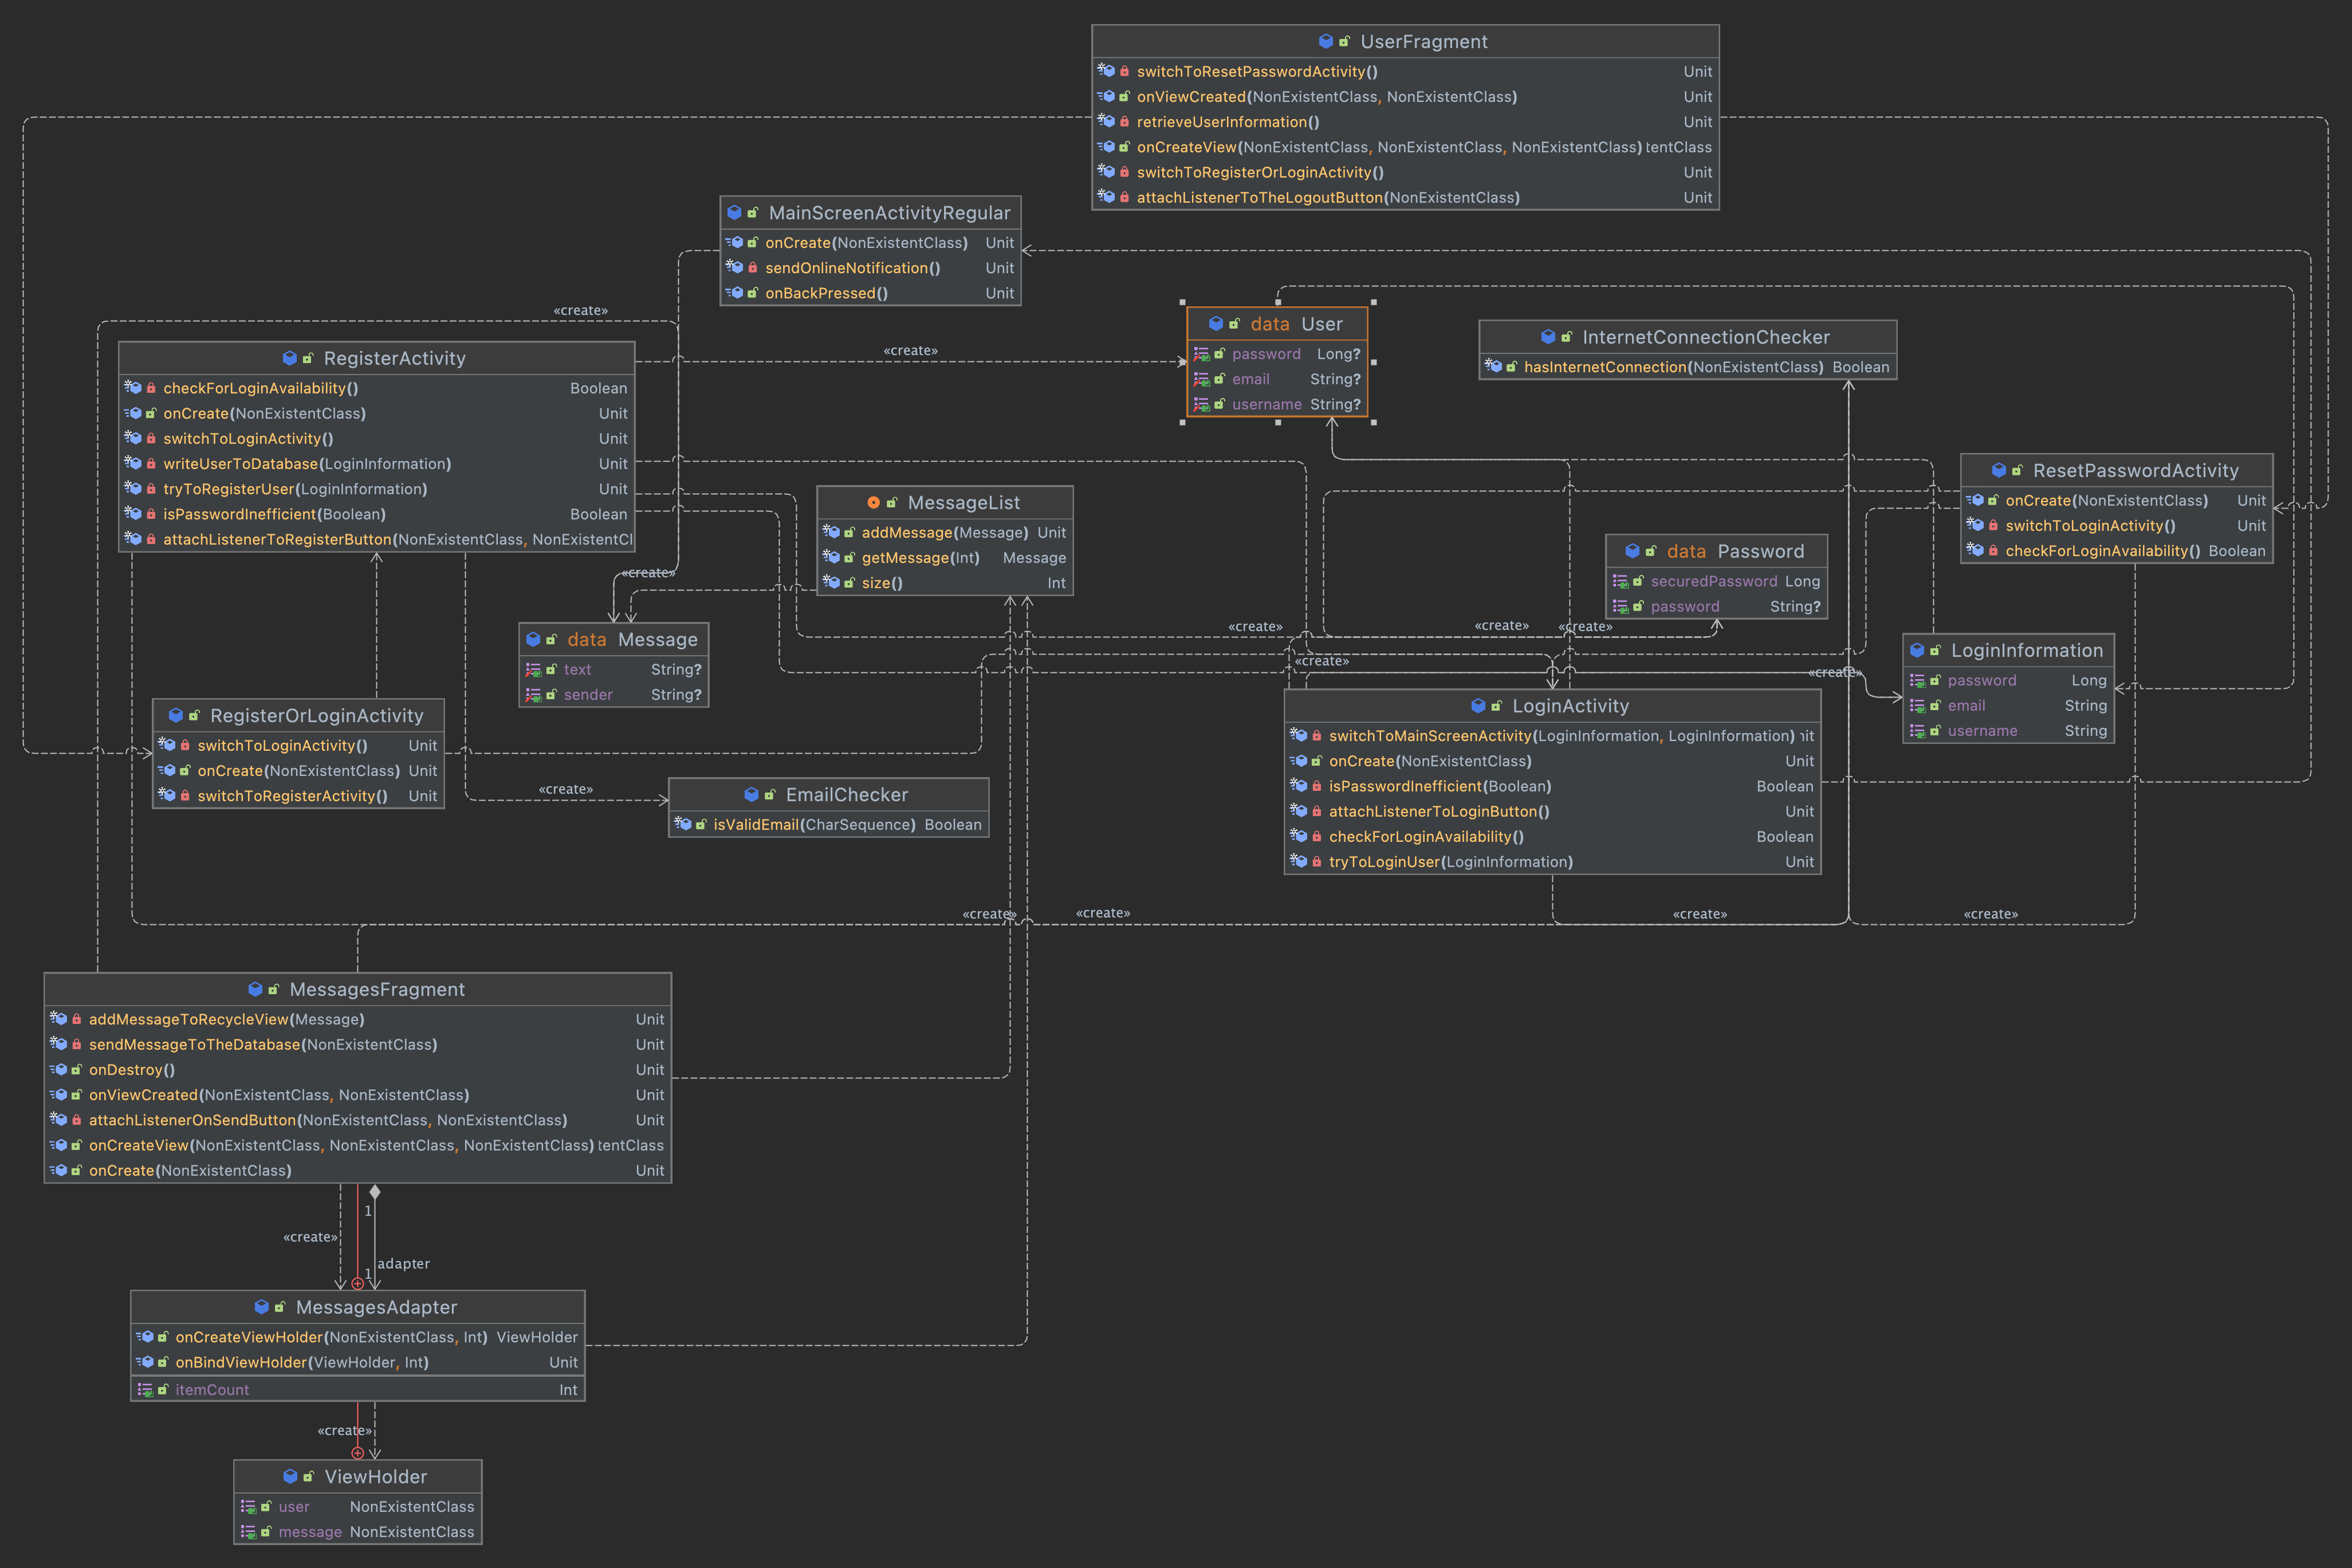 UserFragment
switchToResetPasswordActivity() Unit
onViewCreated(NonExistentClass, NonExistentClass) Unit
retrieveUserInformation() Unit
onCreateView(NonExistentClass, NonExistentClass, NonExistentClass) tentClass
switchToRegisterOrLoginActivity() Unit
attachListenerToTheLogoutButton(NonExistentClass) Unit
MainScreenActivityRegular
onCreate(NonExistentClass) Unit
sendOnlineNotification() Unit
onBackPressed() Unit
«create»
«create»
data User
password Long?
email String?
username String?
InternetConnectionChecker
hasInternetConnection(NonExistentClass) Boolean
RegisterActivity
checkForLoginAvailability() Boolean
onCreate(NonExistentClass) Unit
switchToLoginActivity() Unit
writeUserToDatabase(LoginInformation) Unit
tryToRegisterUser(LoginInformation) Unit
isPasswordInefficient(Boolean) Boolean
attachListenerToRegisterButton(NonExistentClass, NonExistentCl
MessageList
addMessage(Message) Unit
getMessage(Int) Message
size() Int
ResetPasswordActivity
onCreate(NonExistentClass) Unit
switchToLoginActivity() Unit
checkForLoginAvailability() Boolean
data Password
securedPassword Long
password String?
«create»
data Message
text String?
sender String?
«create»
«create»
«create»
«create»
«create»
LoginInformation
password Long
email String
username String
RegisterOrLoginActivity
switchToLoginActivity() Unit
onCreate(NonExistentClass) Unit
switchToRegisterActivity() Unit
LoginActivity
switchToMainScreenActivity(LoginInformation, LoginInformation) nit
onCreate(NonExistentClass) Unit
isPasswordInefficient(Boolean) Boolean
attachListenerToLoginButton() Unit
checkForLoginAvailability() Boolean
tryToLoginUser(LoginInformation) Unit
«create»
EmailChecker
isValidEmail(CharSequence) Boolean
«create»
«create»
«create»
«create»
MessagesFragment
addMessageToRecycleView(Message) Unit
sendMessageToTheDatabase(NonExistentClass) Unit
onDestroy() Unit
onViewCreated(NonExistentClass, NonExistentClass) Unit
attachListenerOnSendButton(NonExistentClass, NonExistentClass) Unit
onCreateView(NonExistentClass, NonExistentClass, NonExistentClass) tentClass
onCreate(NonExistentClass) Unit
1
«create»
adapter
1
MessagesAdapter
onCreateViewHolder(NonExistentClass, Int) ViewHolder
onBindViewHolder(ViewHolder, Int) Unit
itemCount Int
«create»
ViewHolder
user NonExistentClass
message NonExistentClass